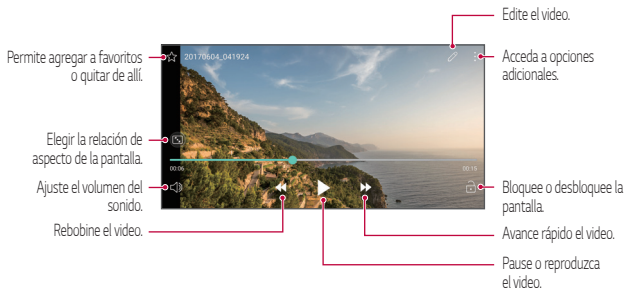 Edite el video.
Permite agregar a favoritos
o quitar de allí.
20170604_041924
Acceda a opciones
adicionales.
Elegir la relación de
aspecto de la pantalla.
00:06
00:15
Ajuste el volumen del
sonido.
Bloquee o desbloquee la
pantalla.
Rebobine el video.
Avance rápido el video.
Pause o reproduzca
el video.